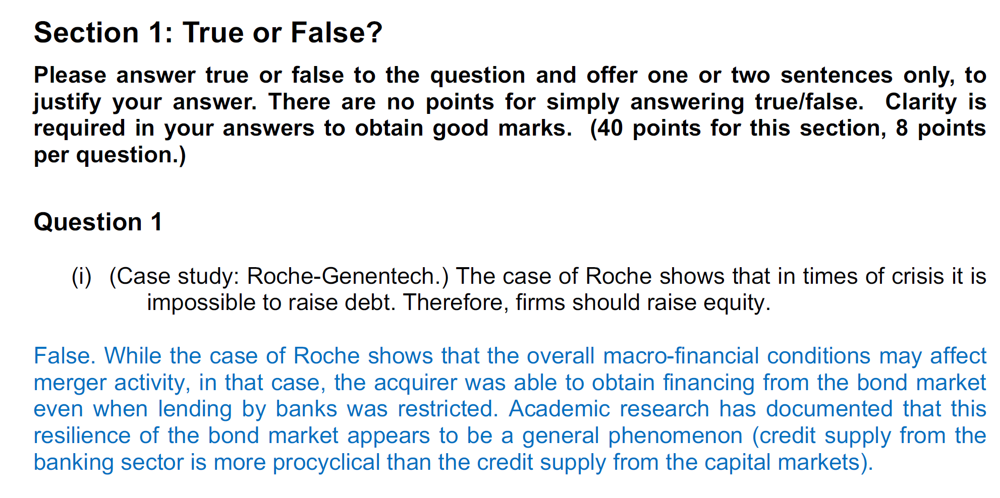 Section 1: True or False?
Please answer true or false to the question and offer one or two sentences only, to
justify your answer. There are no points for simply answering true/false. Clarity is
required in your answers to obtain good marks. (40 points for this section, 8 points
per question.)
Question 1
(i) (Case study: Roche-Genentech.) The case of Roche shows that in times of crisis it is
impossible to raise debt. Therefore, firms should raise equity.
False. While the case of Roche shows that the overall macro-financial conditions may affect
merger activity, in that case, the acquirer was able to obtain financing from the bond market
even when lending by banks was restricted. Academic research has documented that this
resilience of the bond market appears to be a general phenomenon (credit supply from the
banking sector is more procyclical than the credit supply from the capital markets).